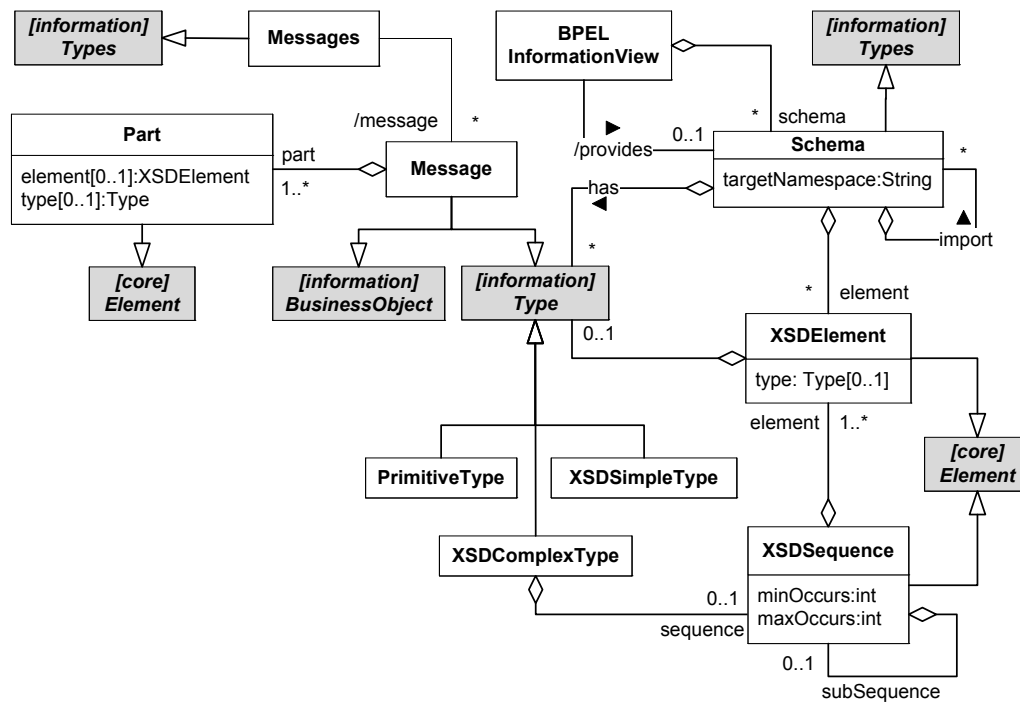 [information]
Types
Messages
BPEL
InformationView
[information]
Types
/message
*
*
schema
/provides
0..1
Part
element[0..1]:XSDElement
type[0..1]:Type
part
1..*
Message
Schema
targetNamespace:String
*
has
import
[core]
Element
[information]
BusinessObject
*
[information]
Type
0..1
*
element
XSDElement
type: Type[0..1]
element
1..*
[core]
Element
PrimitiveType
XSDSimpleType
XSDComplexType
XSDSequence
minOccurs:int
maxOccurs:int
0..1
sequence
0..1
subSequence